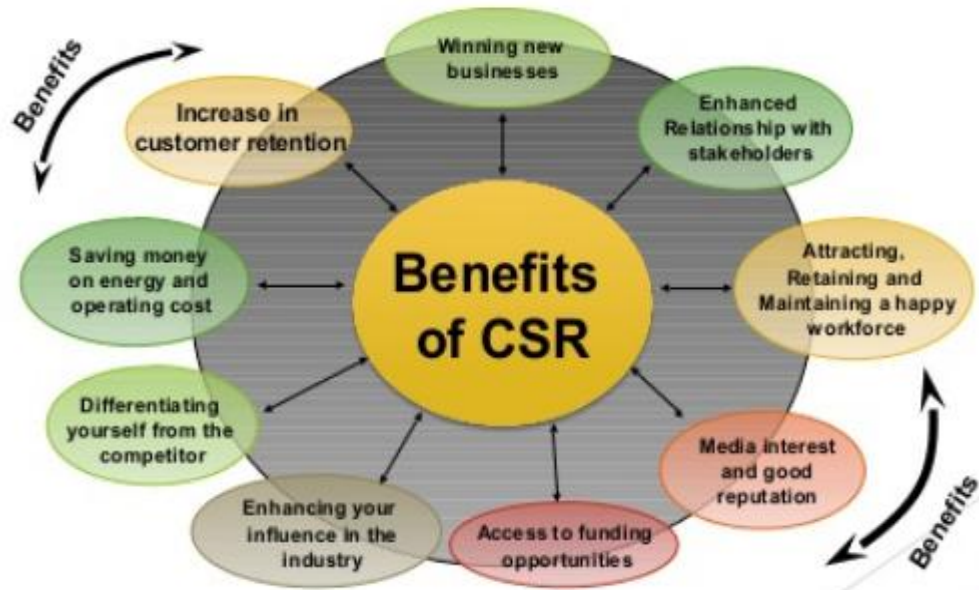 Benefits
Winning new
businesses
Enhanced
Relationship with
stakeholders
Increase in
customer retention
Attracting,
Retaining and
Maintaining a happy
workforce
Saving money
on energy and
operating cost
Benefits
of CSR
Differentiating
yourself from the
competitor
Media interest
and good
reputation
Enhancing your
influence in the
industry
Access to funding
opportunities
Benefits